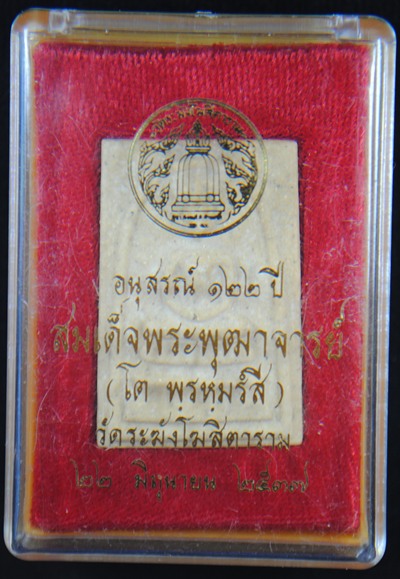 อนุสรณ์ ๑๒๒ ปี
สมเด็จพระพุฒาจารย์
(โต พรหมรํสี)
วัดระฆังโฆสิตาราม
๒๒ มิถุนายน ๒๕๓๗